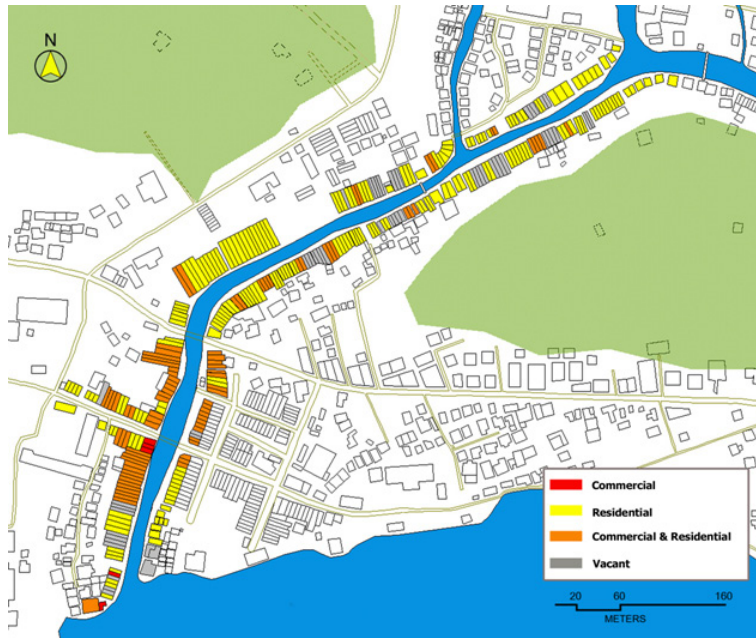 N
Commercial
Residential
Commercial & Residential
Vacant
20 60 160
METERS